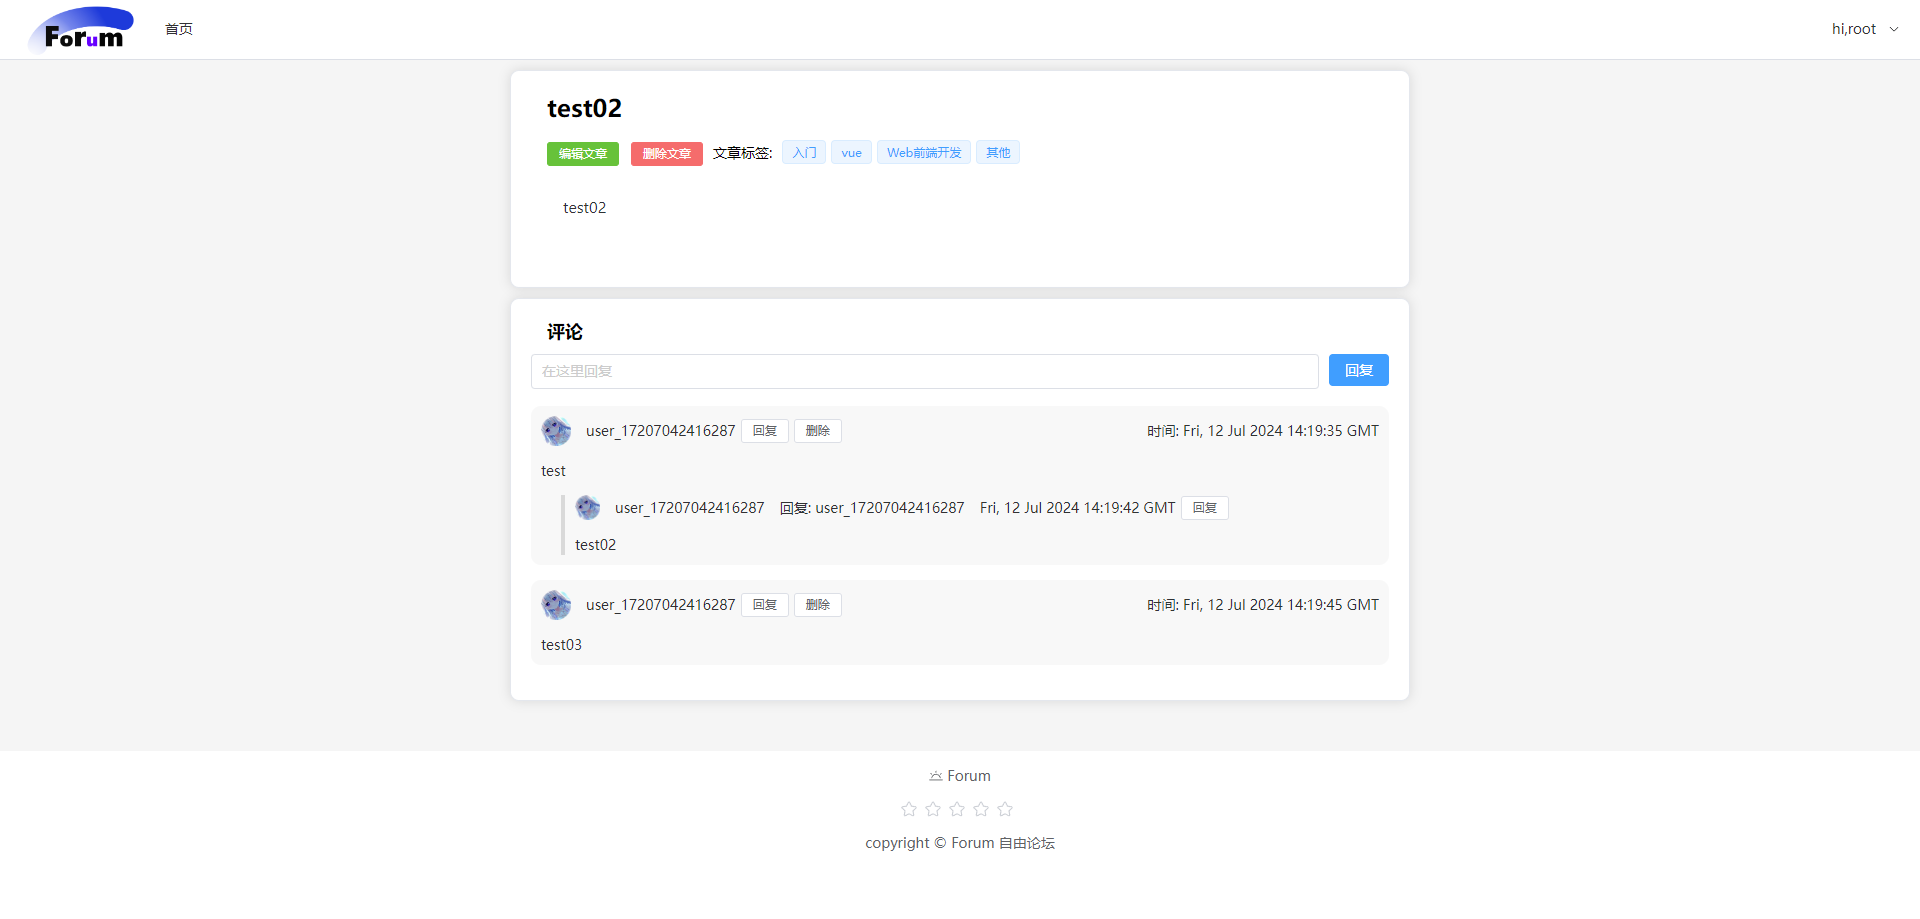 Forum 首页 hi,root
test02
编辑文章 删除文章 文章标签: 入门 vue Web前端开发 其他
test02
评论
在这里回复 回复
user_17207042416287 回复 删除 时间: Fri, 12 Jul 2024 14:19:35 GMT
test
user_17207042416287 回复: user_17207042416287 Fri, 12 Jul 2024 14:19:42 GMT 回复
test02
user_17207042416287 回复 删除 时间: Fri, 12 Jul 2024 14:19:45 GMT
test03
Forum
copyright © Forum 自由论坛